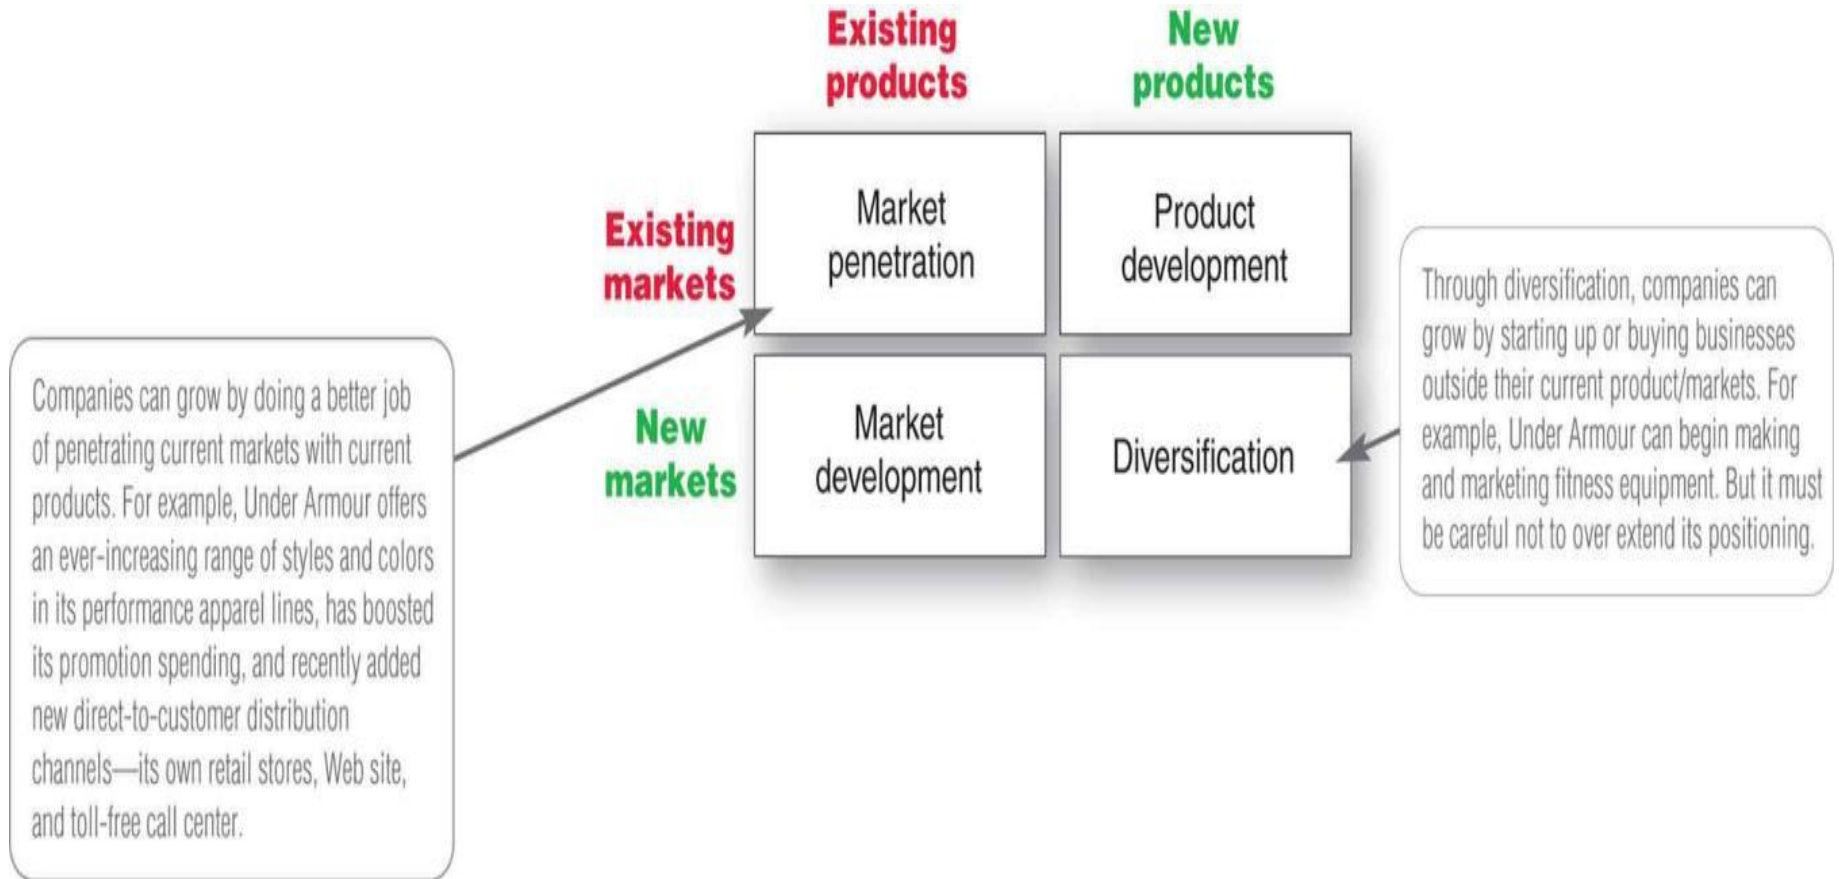 Existing
products
New
products
Existing
markets
Market
penetration
Product
development
New
markets
Market
development
Diversification
Companies can grow by doing a better job
of penetrating current markets with current
products. For example, Under Armour offers
an ever-increasing range of styles and colors
in its performance apparel lines, has boosted
its promotion spending, and recently added
new direct-to-customer distribution
channels—its own retail stores, Web site,
and toll-free call center.
Through diversification, companies can
grow by starting up or buying businesses
outside their current product/markets. For
example, Under Armour can begin making
and marketing fitness equipment. But it must
be careful not to over extend its positioning.